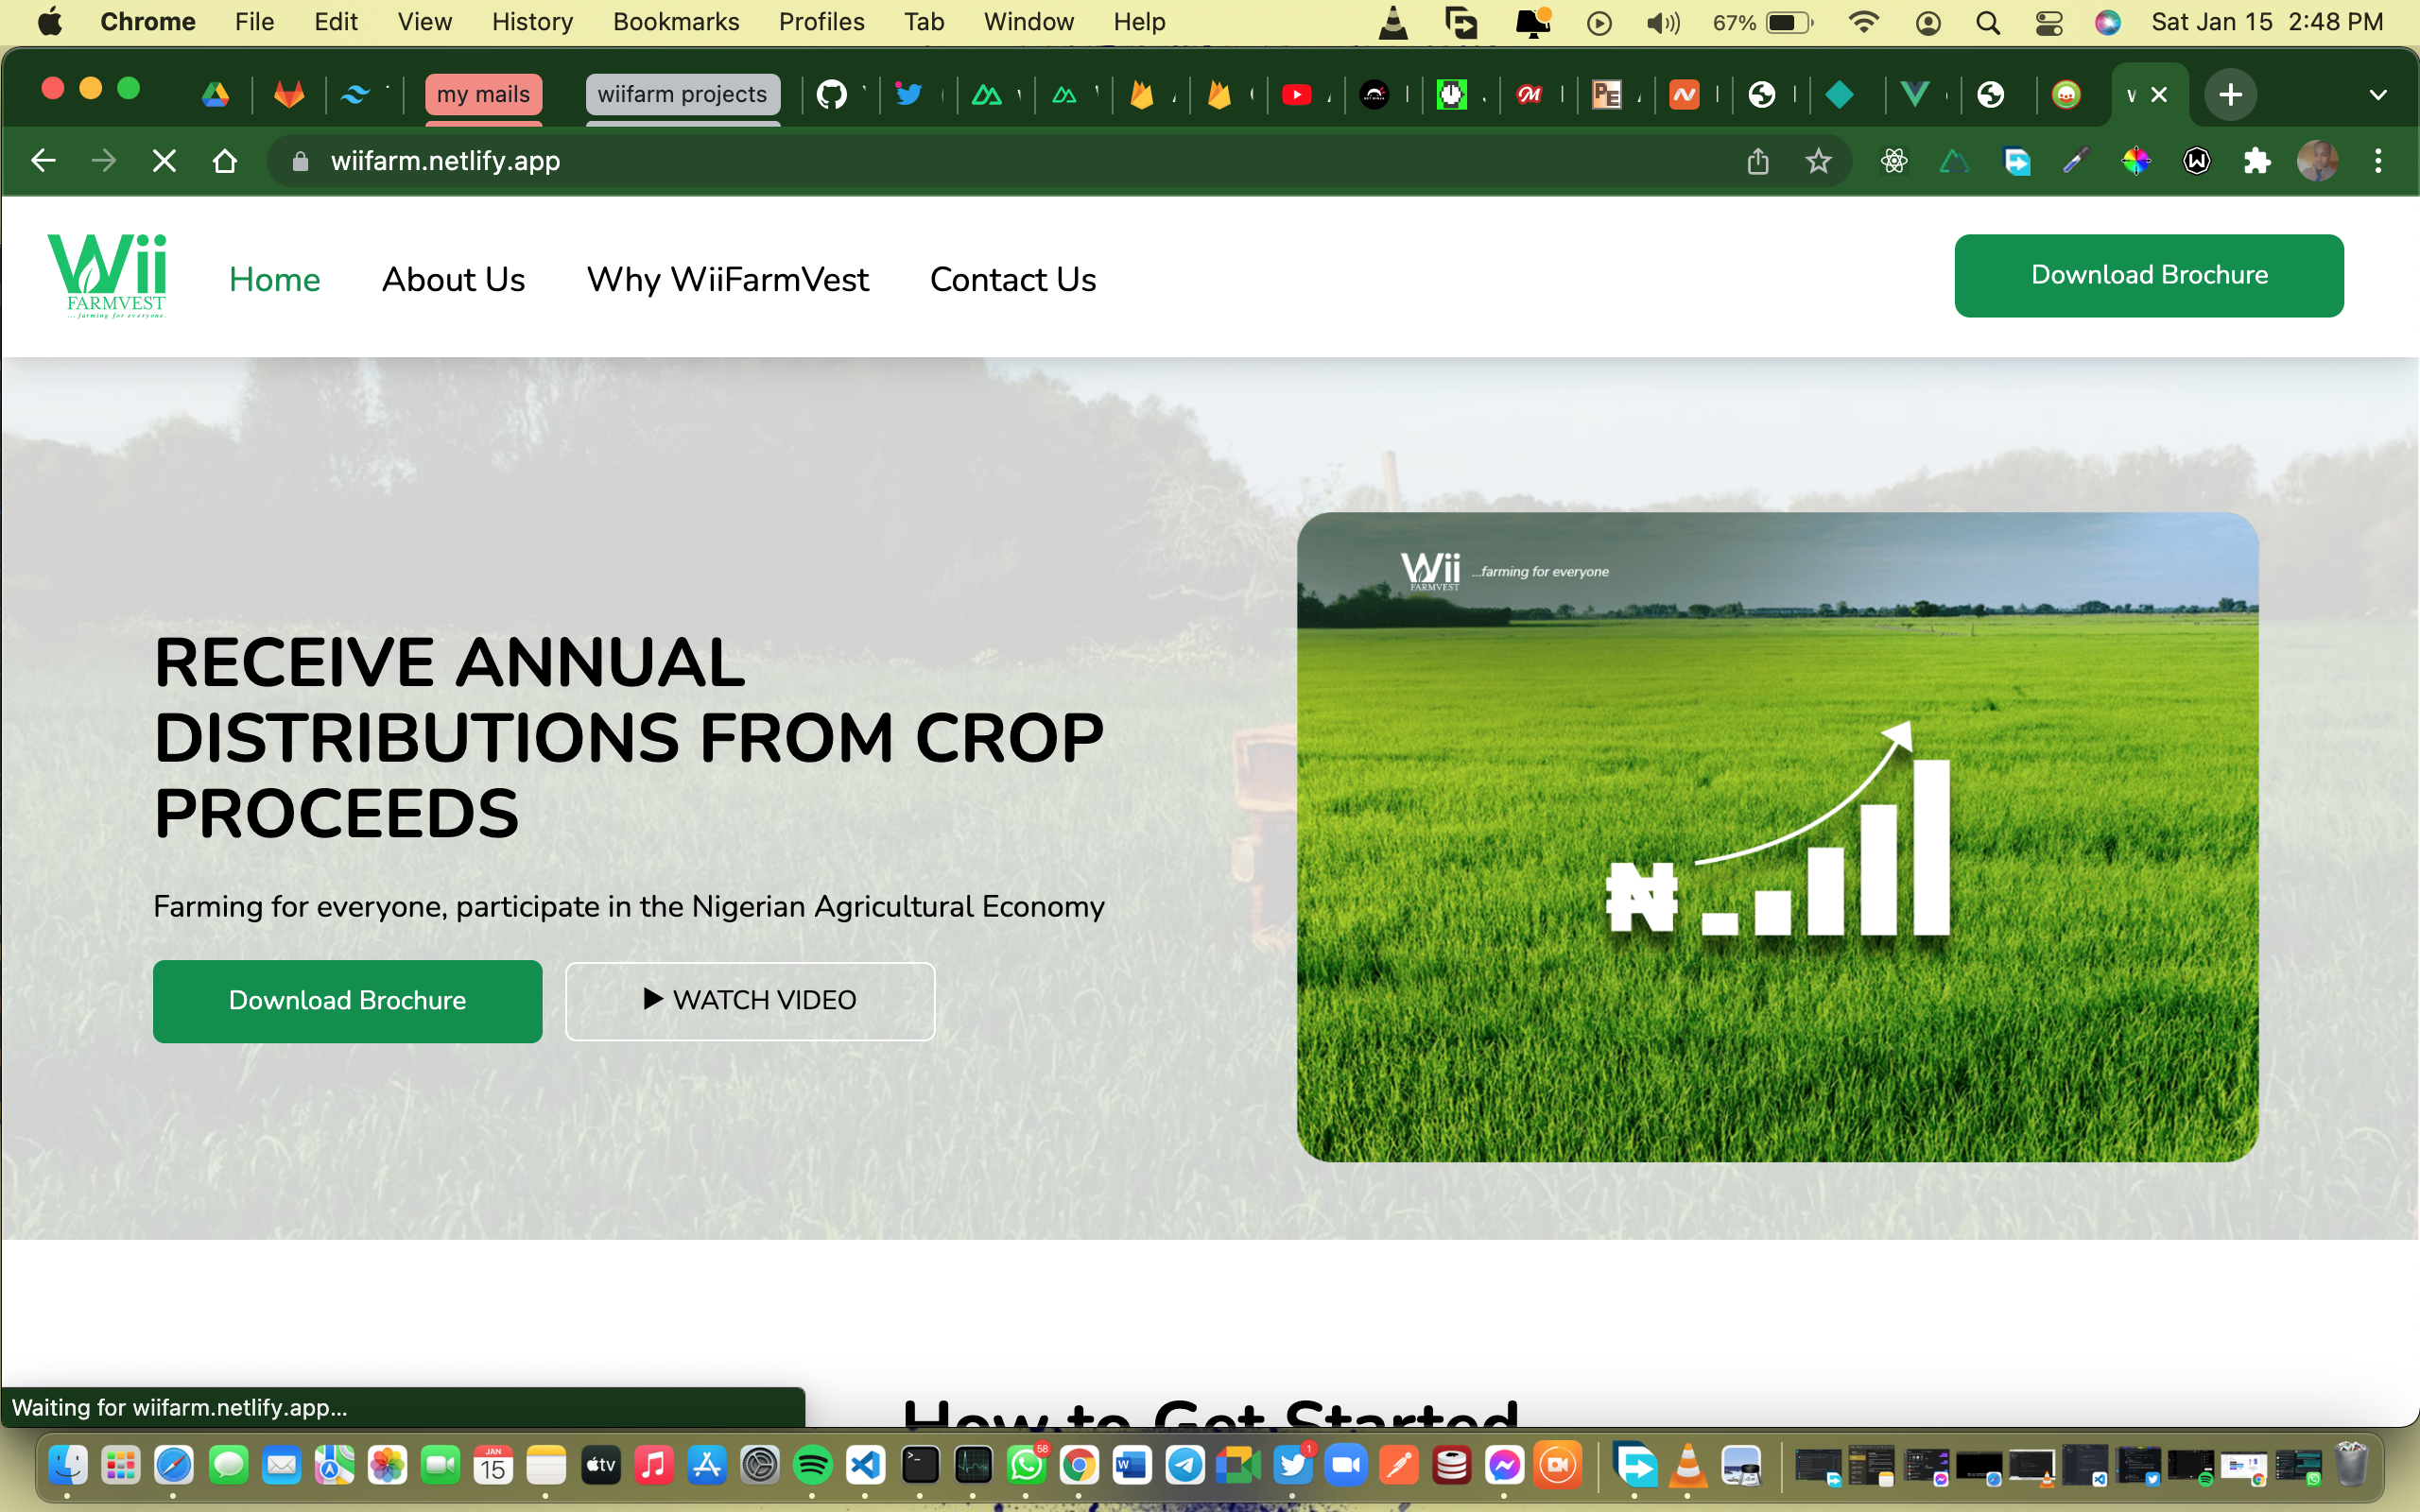 Chrome File Edit View History Bookmarks Profiles Tab Window Help 67% Sat Jan 15 2:48 PM
my mails wiifarm projects
wiifarm.netlify.app
Wii
FARMVEST
...farming for everyone.
Home About Us Why WiiFarmVest Contact Us Download Brochure
Wii
FARMVEST
...farming for everyone
RECEIVE ANNUAL
DISTRIBUTIONS FROM CROP
PROCEEDS
₦
Farming for everyone, participate in the Nigerian Agricultural Economy
Download Brochure WATCH VIDEO
How to Get Started
Waiting for wiifarm.netlify.app...
JAN
15
tv
58
1